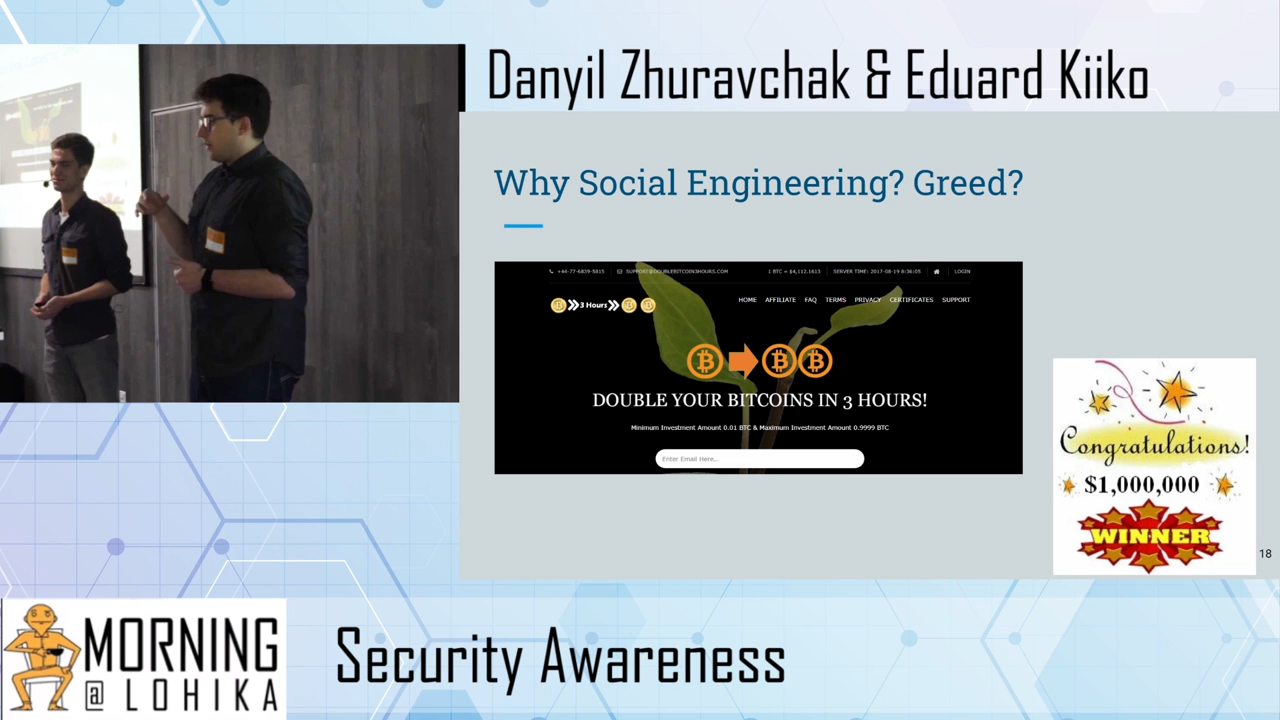 Danyil Zhuravchak & Eduard Kiiko
Why Social Engineering? Greed?
+44-77-6839-5815 SUPPORT@DOUBLEBITCOIN3HOURS.COM 1 BTC = $4,112.1613 SERVER TIME: 2017-08-19 8:36:05 LOGIN
3 Hours HOME AFFILIATE FAQ TERMS PRIVACY CERTIFICATES SUPPORT
DOUBLE YOUR BITCOINS IN 3 HOURS!
Minimum Investment Amount 0.01 BTC & Maximum Investment Amount 0.9999 BTC
Enter Email Here...
Congratulations!
$1,000,000
WINNER
18
MORNING
@ LOHIKA
Security Awareness